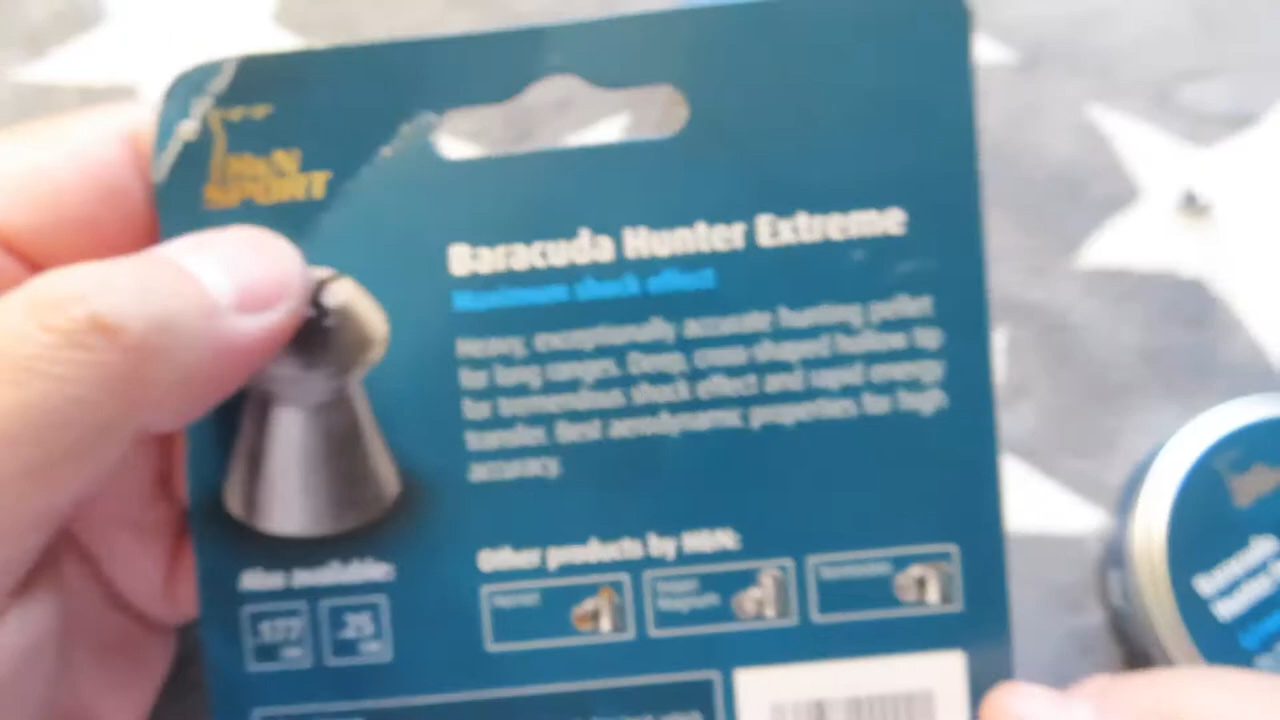 H&N
SPORT
Baracuda Hunter Extreme
Maximum shock effect
Heavy, exceptionally accurate hunting pellet
for long ranges. Deep, cross-shaped hollow tip
for tremendous shock effect and rapid energy
transfer. Best aerodynamic properties for high
accuracy.
Other products by H&N:
Also available:
.177
.25
Magnum